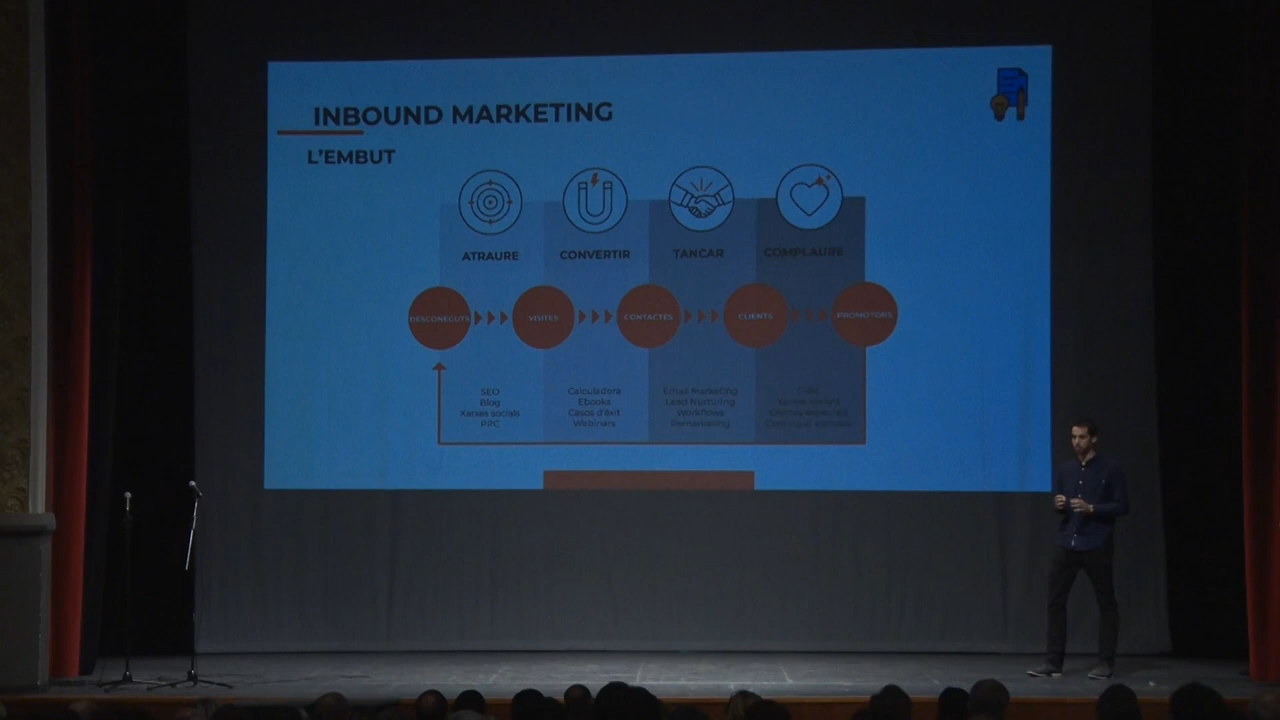 INBOUND MARKETING
L'EMBUT
ATRAURE
CONVERTIR
TANCAR
COMPLAURE
DESCONEGUTS
VISITES
CONTACTES
CLIENTS
PROMOTORS
SEO
Blog
Xarxes socials
PPC
Calculadora
Ebooks
Casos d'èxit
Webinars
Email Marketing
Lead Nurturing
Workflows
Remarketing